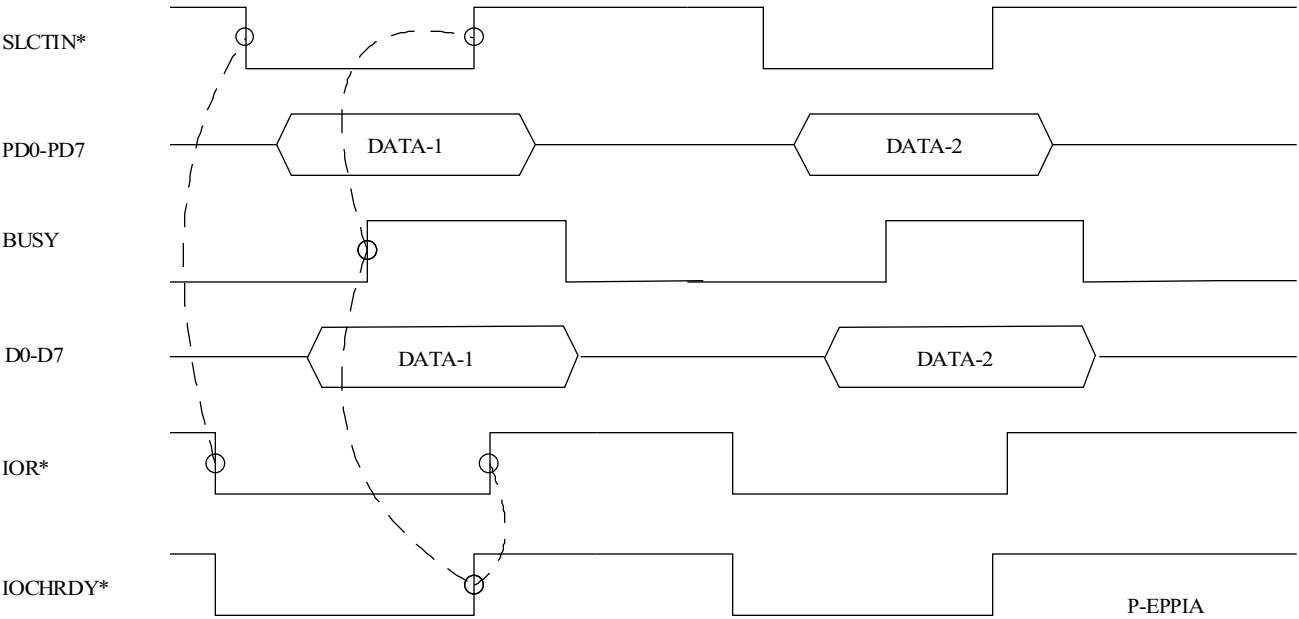 SLCTIN*
PD0-PD7 DATA-1 DATA-2
BUSY
D0-D7 DATA-1 DATA-2
IOR*
IOCHRDY*
P-EPPIA